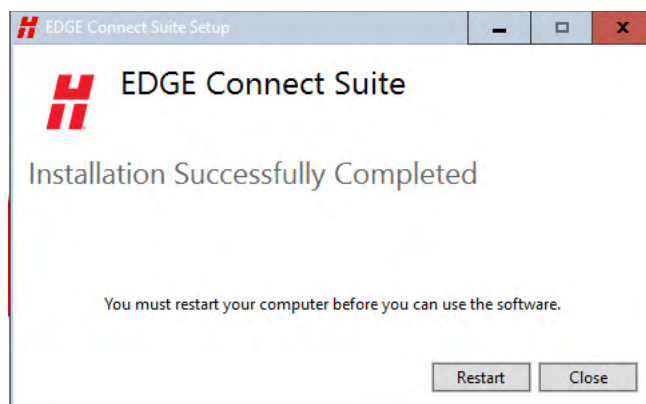 EDGE Connect Suite Setup
EDGE Connect Suite
Installation Successfully Completed
You must restart your computer before you can use the software.
Restart Close